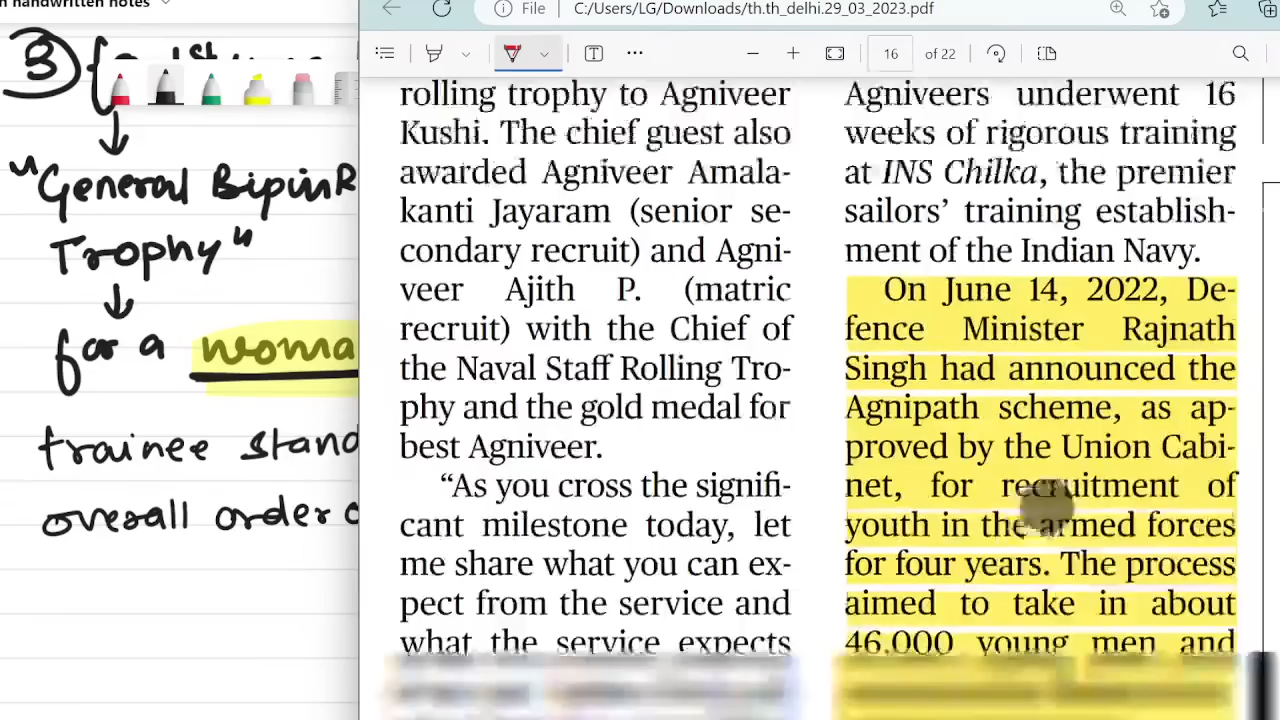 handwritten notes
File
C:/Users/LG/Downloads/th.th_delhi.29_03_2023.pdf
16 of 22
3
"General Bipin R
Trophy"
for a woma
trainee stand
overall order o
rolling trophy to Agniveer
Kushi. The chief guest also
awarded Agniveer Amala-
kanti Jayaram (senior se-
condary recruit) and Agni-
veer Ajith P. (matric
recruit) with the Chief of
the Naval Staff Rolling Tro-
phy and the gold medal for
best Agniveer.
“As you cross the signifi-
cant milestone today, let
me share what you can ex-
pect from the service and
what the service expects
Agniveers underwent 16
weeks of rigorous training
at INS Chilka, the premier
sailors’ training establish-
ment of the Indian Navy.
On June 14, 2022, De-
fence Minister Rajnath
Singh had announced the
Agnipath scheme, as ap-
proved by the Union Cabi-
net, for recruitment of
youth in the armed forces
for four years. The process
aimed to take in about
46,000 young men and